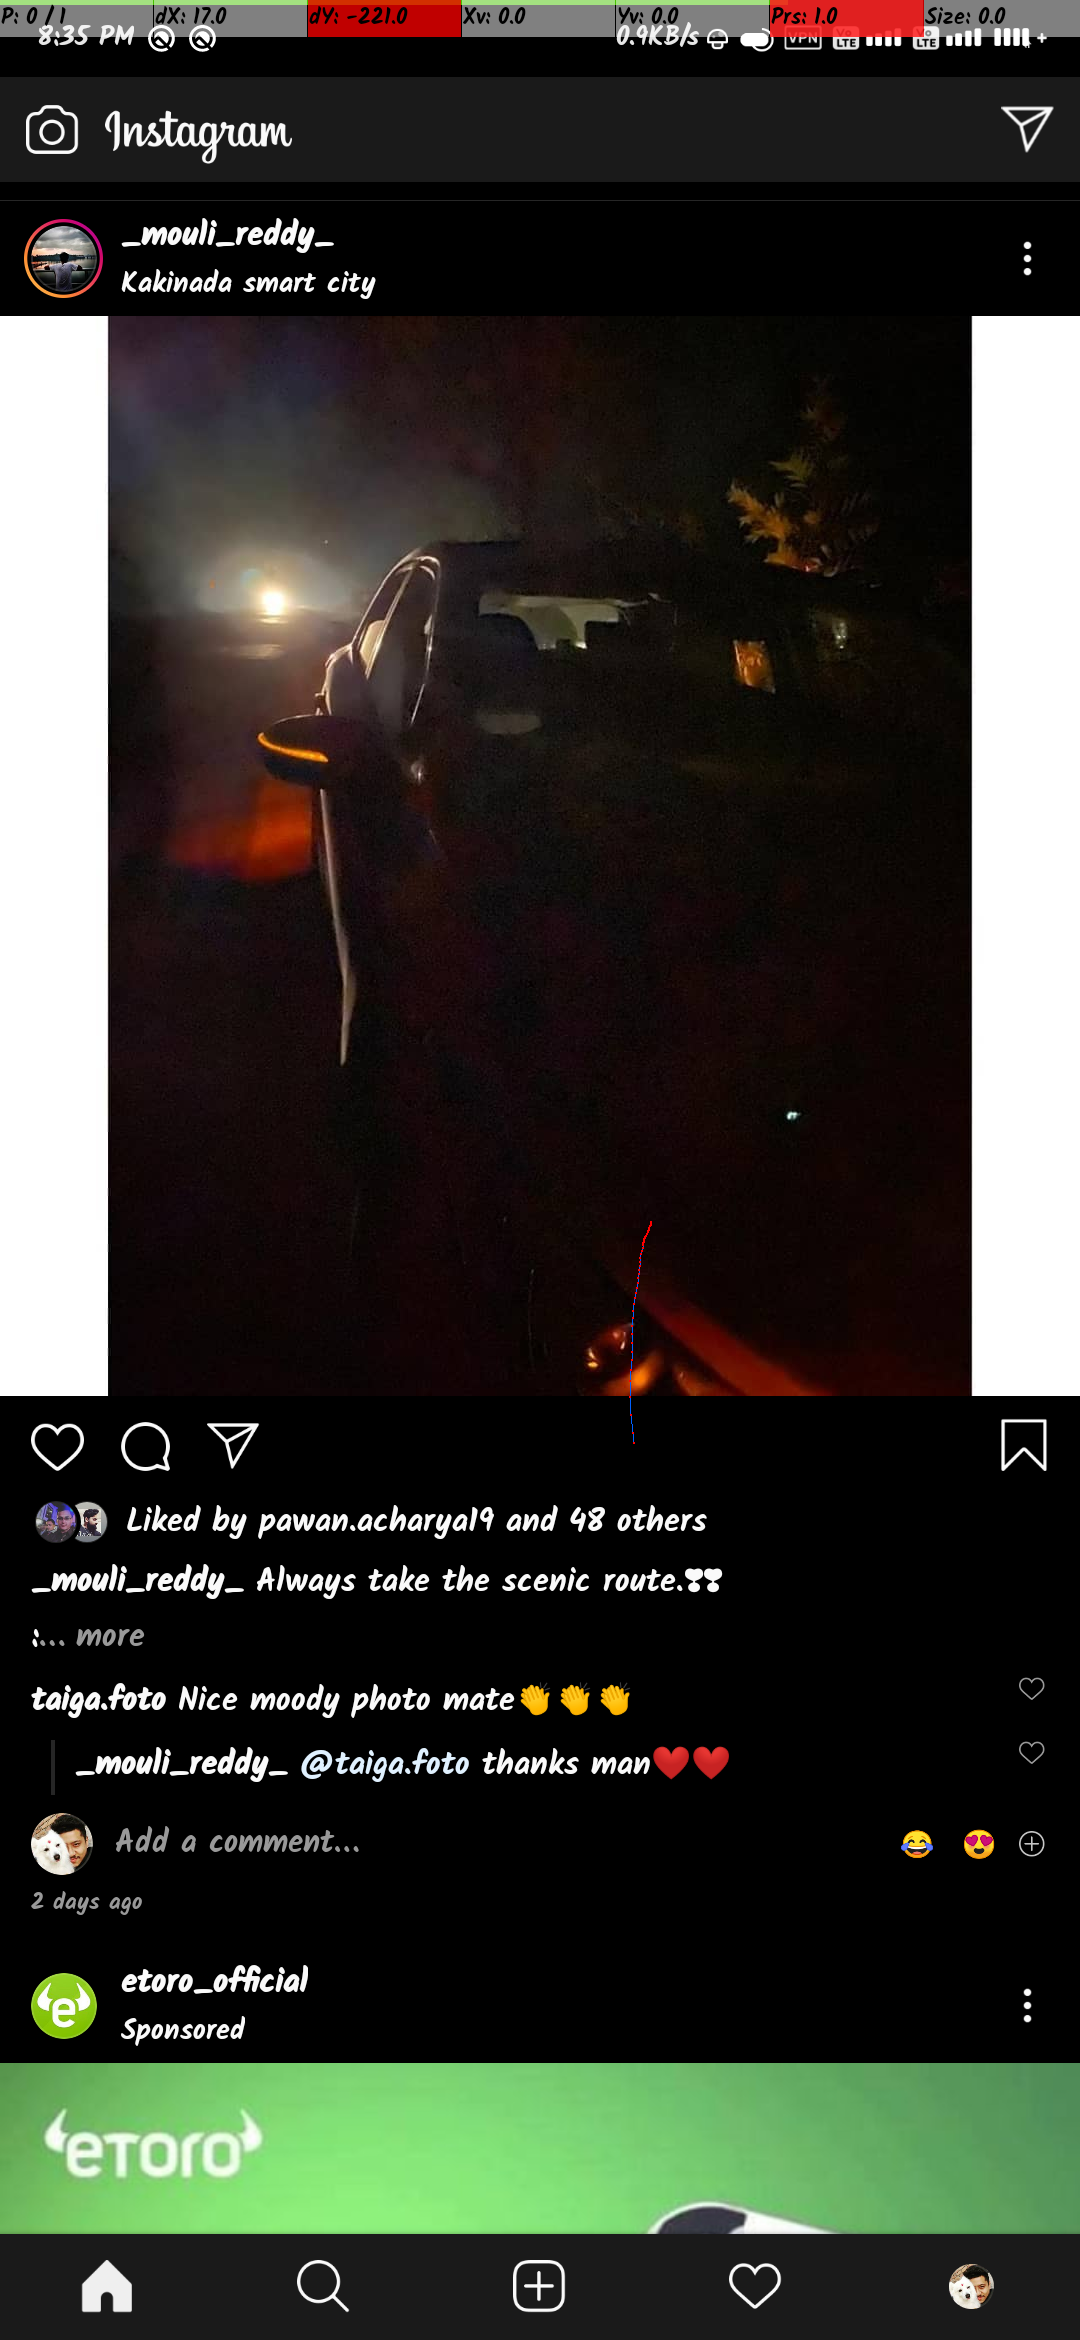 P: 0 / 1 dX: 17.0 dY: -221.0 Xv: 0.0 Yv: 0.0 Prs: 1.0 Size: 0.0
8:35 PM 0.9KB/s VPN Vo LTE Vo LTE
Instagram
_mouli_reddy_
Kakinada smart city
Liked by pawan.acharya19 and 48 others
_mouli_reddy_ Always take the scenic route.❣❣
:... more
taiga.foto Nice moody photo mate👏👏👏
_mouli_reddy_ @taiga.foto thanks man❤️❤️
Add a comment...
2 days ago
etoro_official
Sponsored
eToro